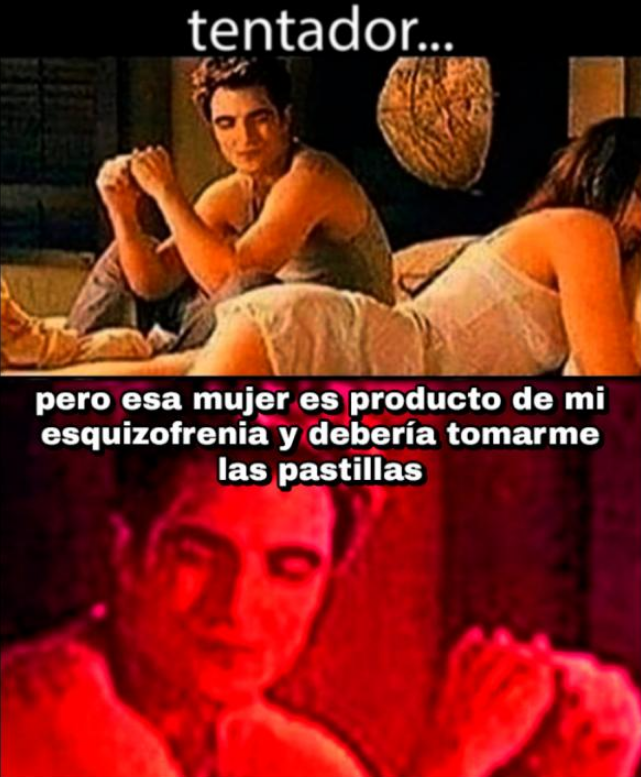 tentador...
pero esa mujer es producto de mi
esquizofrenia y debería tomarme
las pastillas